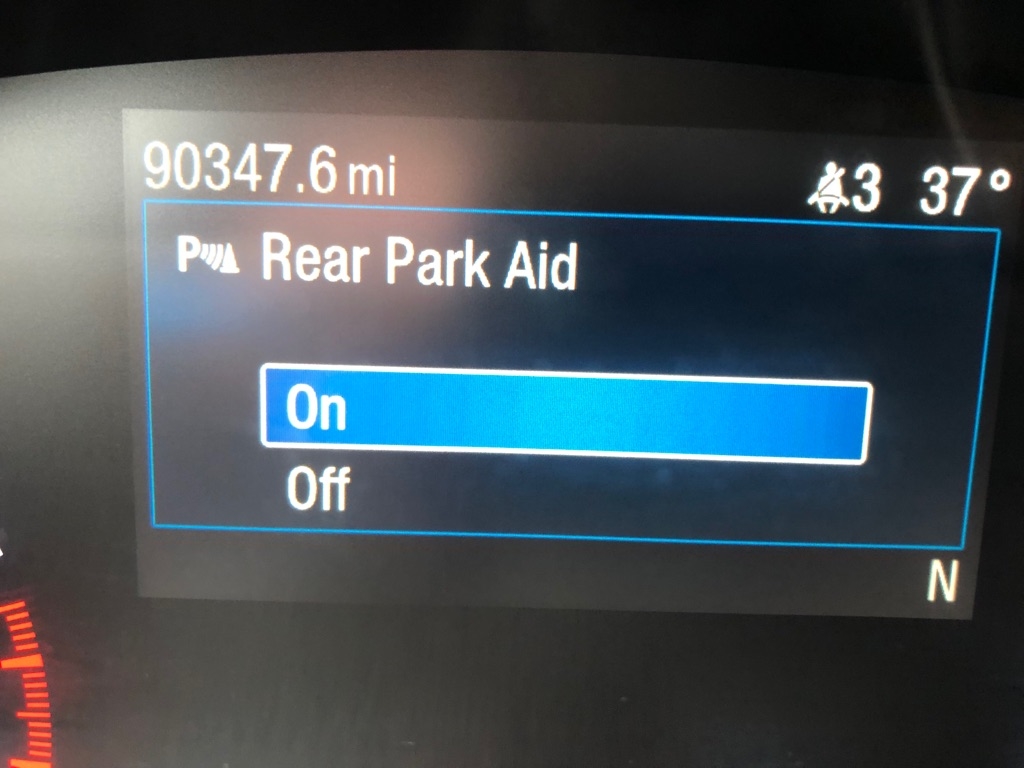 90347.6 mi 3 37°
P Rear Park Aid
On
Off
N